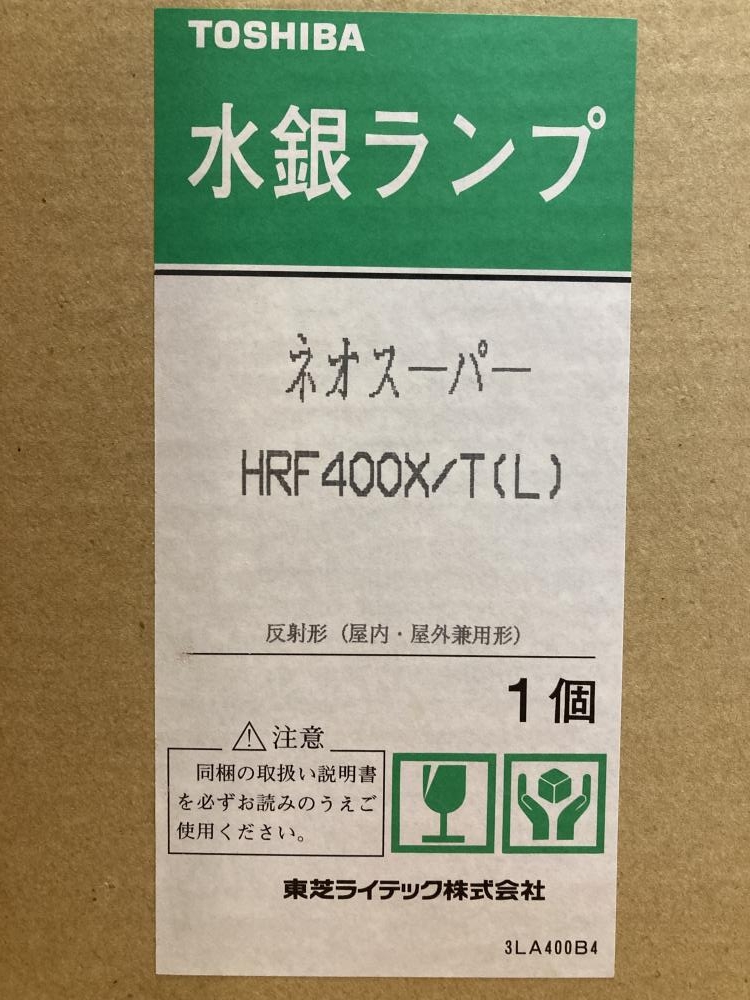 TOSHIBA
水銀ランプ
ネオスーパー
HRF400X/T(L)
反射形（屋内・屋外兼用形）
1個
注意
同梱の取扱い説明書
を必ずお読みのうえご
使用ください。
東芝ライテック株式会社
3LA400B4